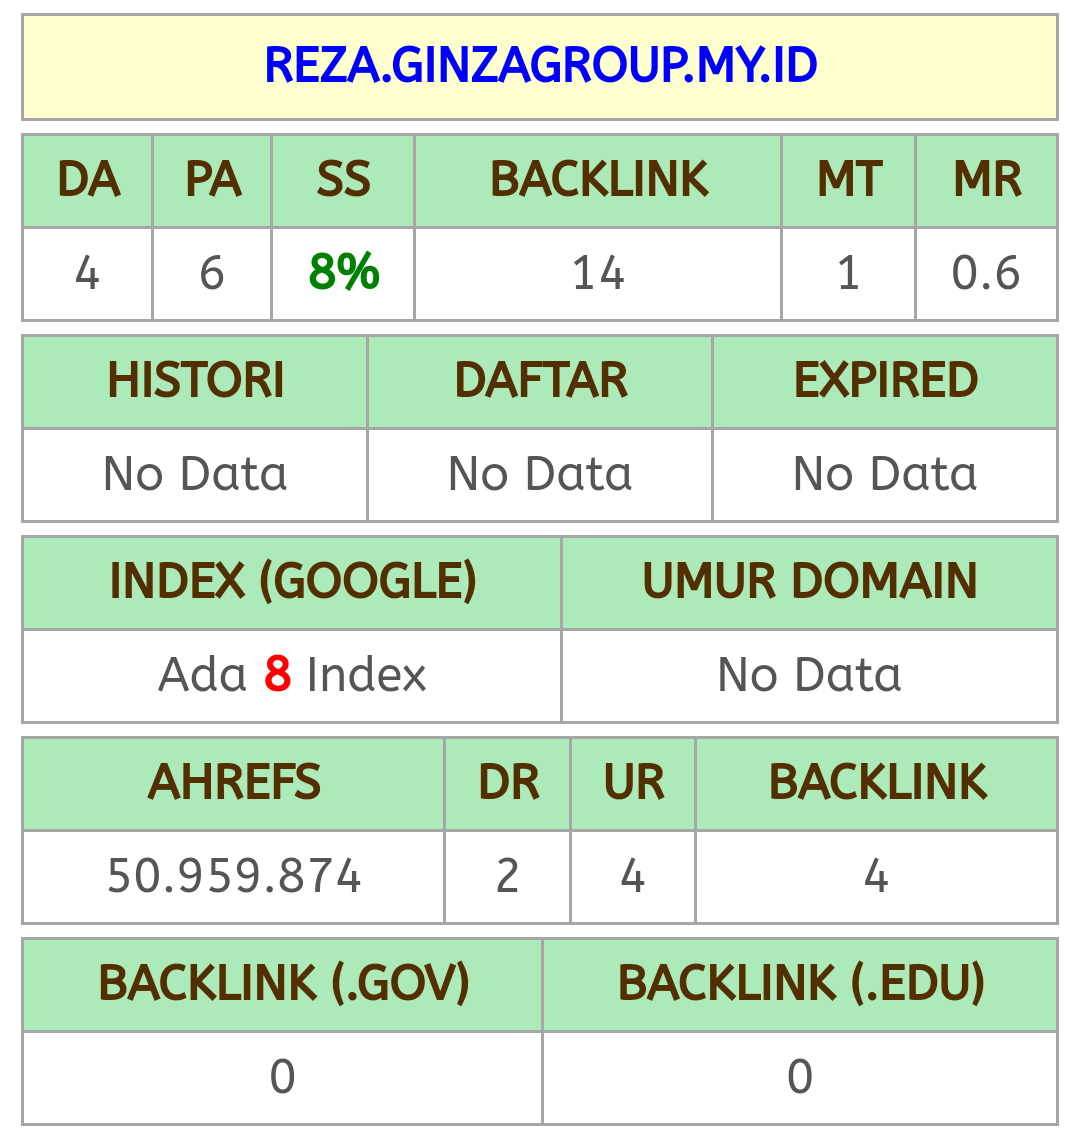 REZA.GINZAGROUP.MY.ID
DA PA SS BACKLINK MT MR
4 6 8% 14 1 0.6
HISTORI DAFTAR EXPIRED
No Data No Data No Data
INDEX (GOOGLE) UMUR DOMAIN
Ada 8 Index No Data
AHREFS DR UR BACKLINK
50.959.874 2 4 4
BACKLINK (.GOV) BACKLINK (.EDU)
0 0